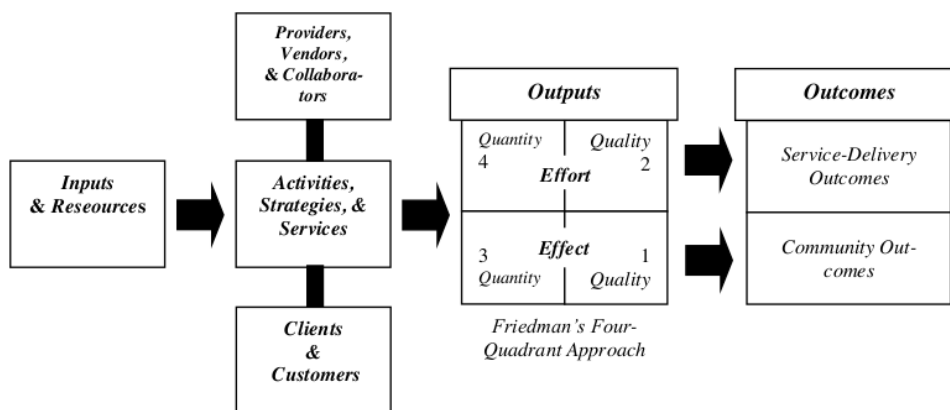 Providers,
Vendors,
& Collabora-
tors
Inputs
& Reseources
Activities,
Strategies, &
Services
Clients
&
Customers
Outputs
Quantity Quality
4 2
Effort
Effect
3 1
Quantity Quality
Friedman's Four-
Quadrant Approach
Outcomes
Service-Delivery
Outcomes
Community Out-
comes